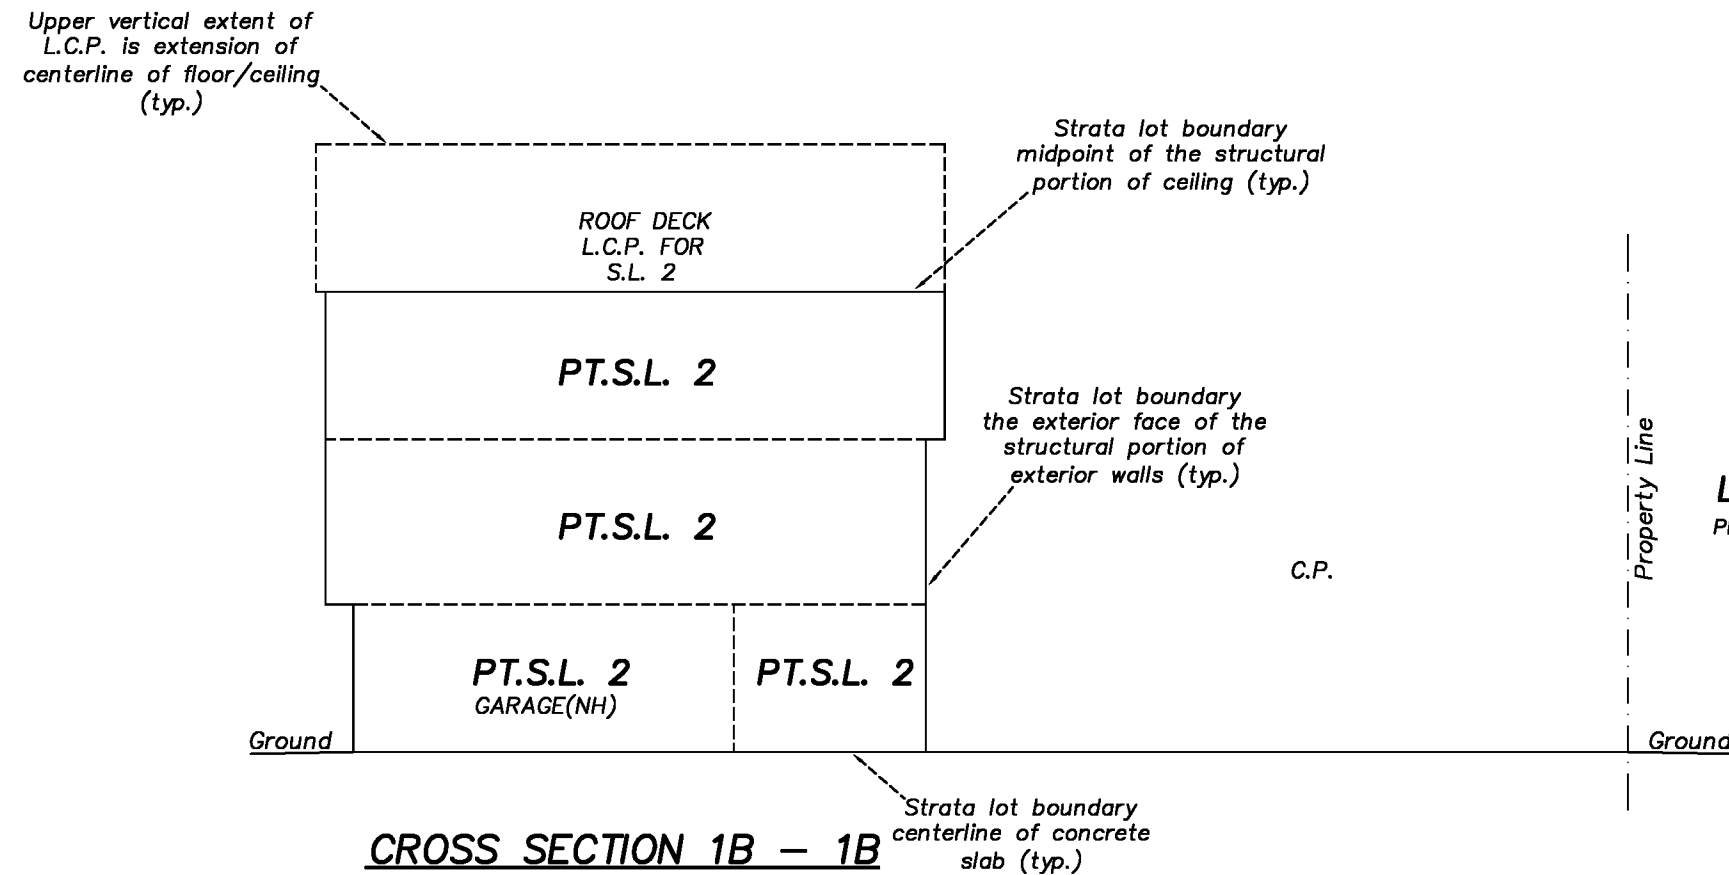 Upper vertical extent of
L.C.P. is extension of
centerline of floor/ceiling
(typ.)
Strata lot boundary
midpoint of the structural
portion of ceiling (typ.)
ROOF DECK
L.C.P. FOR
S.L. 2
PT.S.L. 2
Strata lot boundary
the exterior face of the
structural portion of
exterior walls (typ.)
PT.S.L. 2
C.P.
Property Line
PT.S.L. 2
GARAGE(NH)
PT.S.L. 2
Ground
Ground
Strata lot boundary
centerline of concrete
slab (typ.)
CROSS SECTION 1B – 1B